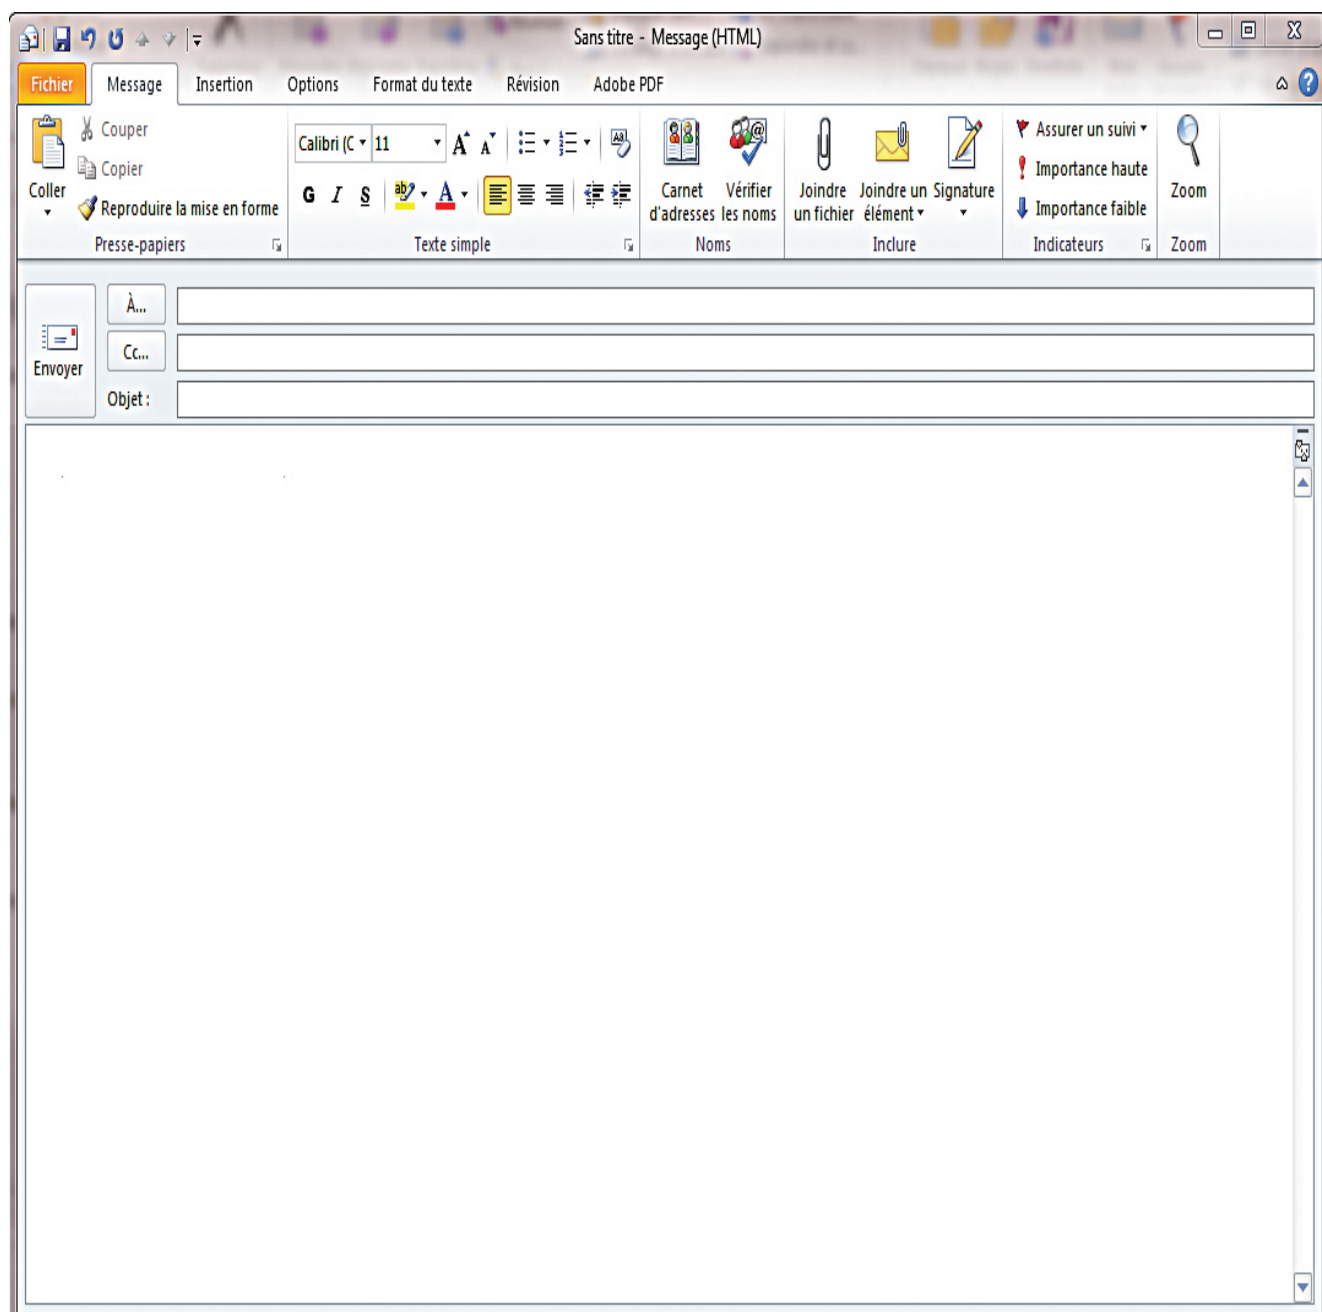 Sans titre - Message (HTML)
Fichier Message Insertion Options Format du texte Révision Adobe PDF
Coller
Couper
Copier
Reproduire la mise en forme
Presse-papiers
Calibri (C 11
G I S
Texte simple
Carnet d'adresses
Vérifier les noms
Noms
Joindre un fichier
Joindre un élément
Signature
Inclure
Assurer un suivi
Importance haute
Importance faible
Indicateurs
Zoom
Zoom
Envoyer
À...
Cc...
Objet :